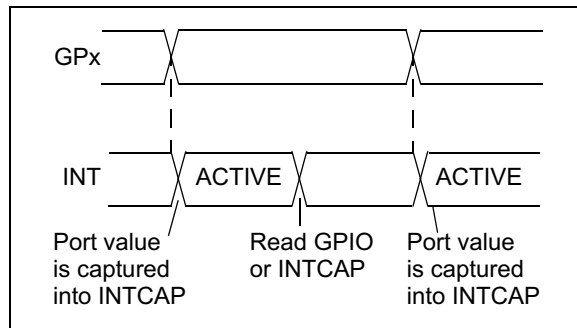 GPx
INT
ACTIVE
ACTIVE
Port value
is captured
into INTCAP
Read GPIO
or INTCAP
Port value
is captured
into INTCAP